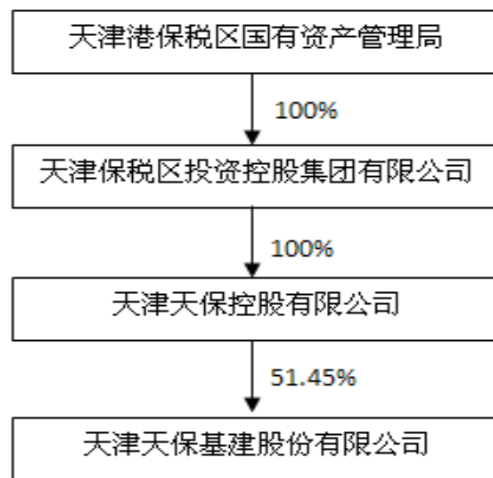 天津港保税区国有资产管理局
100%
天津保税区投资控股集团有限公司
100%
天津天保控股有限公司
51.45%
天津天保基建股份有限公司